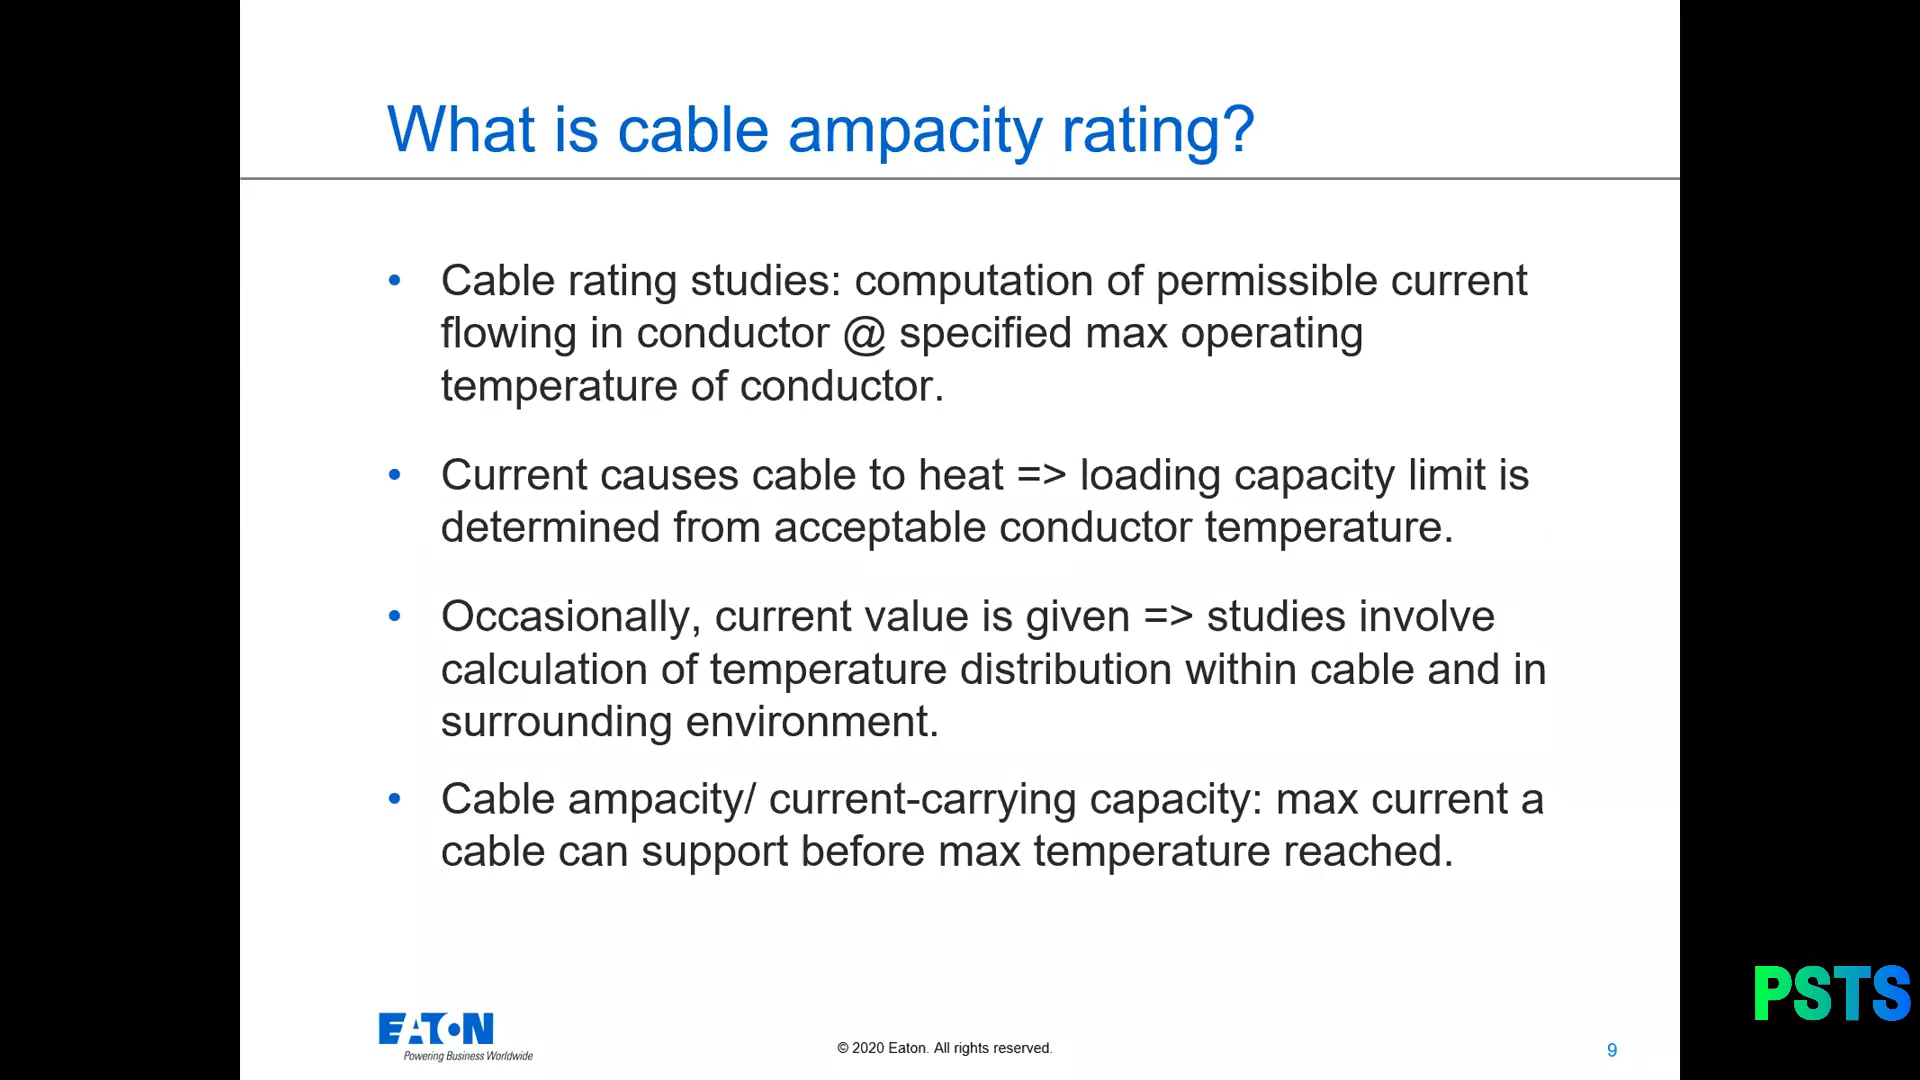 What is cable ampacity rating?
• Cable rating studies: computation of permissible current
flowing in conductor @ specified max operating
temperature of conductor.
• Current causes cable to heat => loading capacity limit is
determined from acceptable conductor temperature.
• Occasionally, current value is given => studies involve
calculation of temperature distribution within cable and in
surrounding environment.
• Cable ampacity/ current-carrying capacity: max current a
cable can support before max temperature reached.
PSTS
EATON
Powering Business Worldwide
© 2020 Eaton. All rights reserved.
9